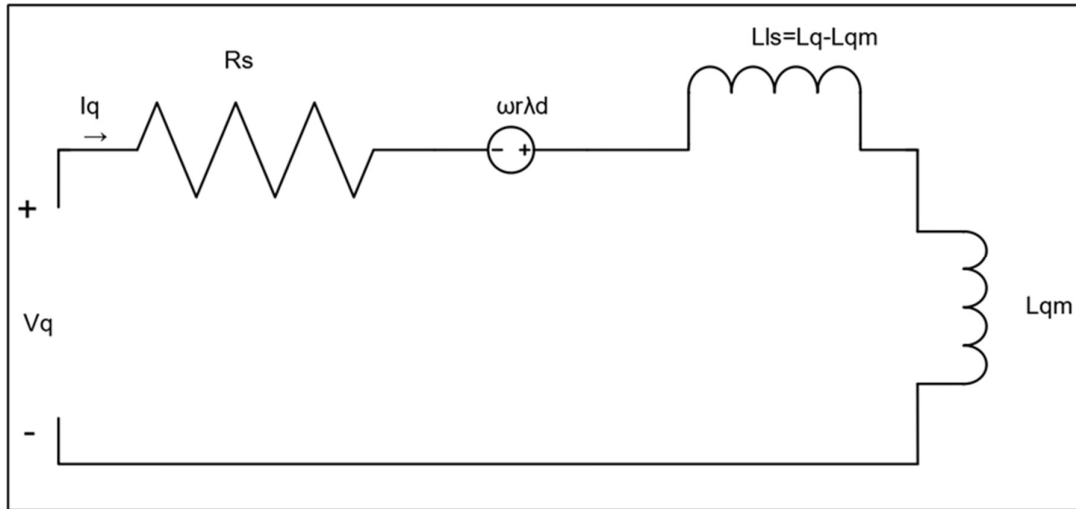 Lls=Lq-Lqm
Rs
Iq
→
ωrλd
- +
+
Vq
Lqm
-